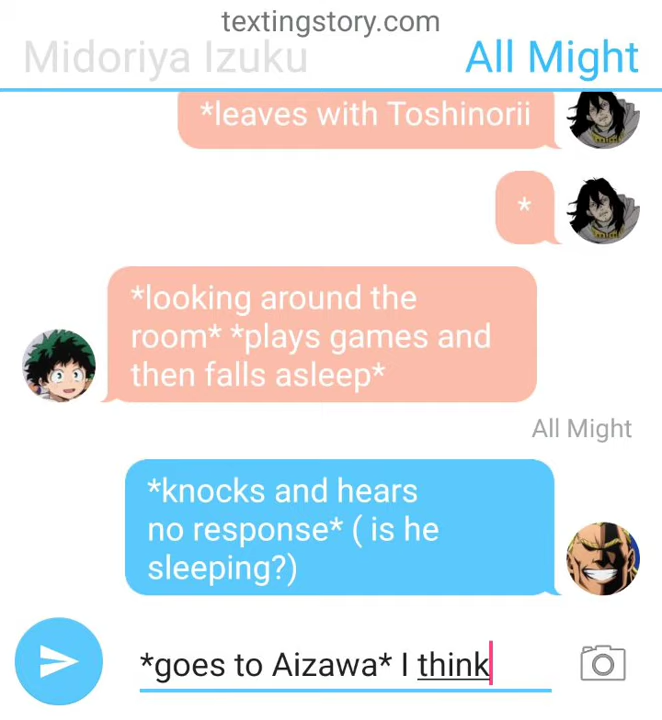 textingstory.com
Midoriya Izuku All Might
*leaves with Toshinorii
*
*looking around the
room* *plays games and
then falls asleep*
All Might
*knocks and hears
no response* ( is he
sleeping?)
*goes to Aizawa* I think